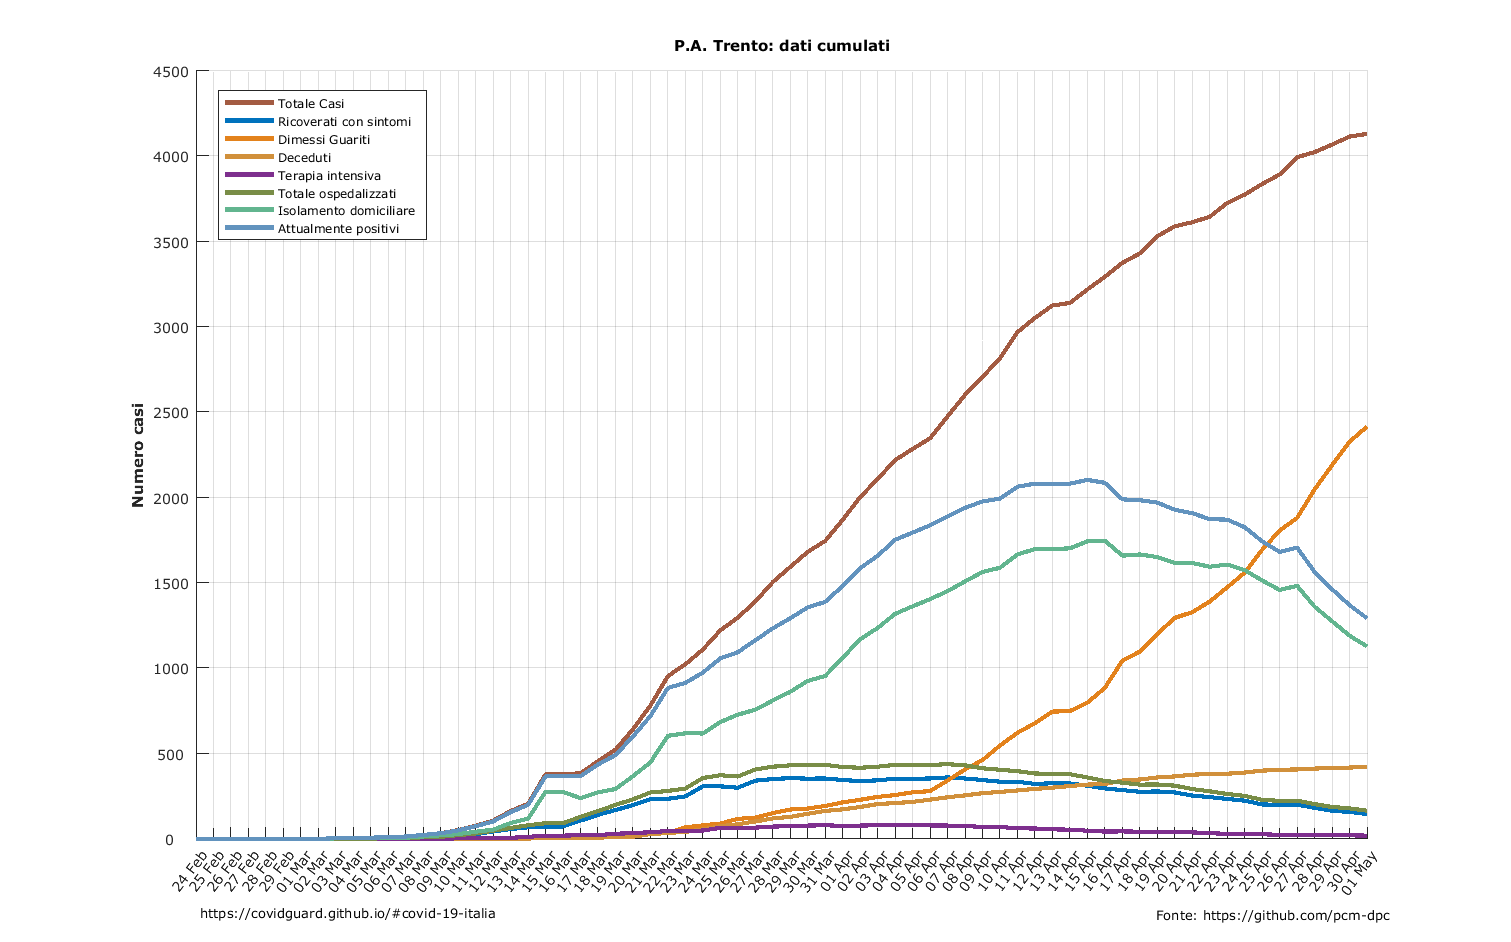 P.A. Trento: dati cumulati
4500
4000
3500
3000
2500
2000
1500
1000
500
0
Numero casi
Totale Casi
Ricoverati con sintomi
Dimessi Guariti
Deceduti
Terapia intensiva
Totale ospedalizzati
Isolamento domiciliare
Attualmente positivi
24 Feb
25 Feb
26 Feb
27 Feb
28 Feb
29 Feb
01 Mar
02 Mar
03 Mar
04 Mar
05 Mar
06 Mar
07 Mar
08 Mar
09 Mar
10 Mar
11 Mar
12 Mar
13 Mar
14 Mar
15 Mar
16 Mar
17 Mar
18 Mar
19 Mar
20 Mar
21 Mar
22 Mar
23 Mar
24 Mar
25 Mar
26 Mar
27 Mar
28 Mar
29 Mar
30 Mar
31 Mar
01 Apr
02 Apr
03 Apr
04 Apr
05 Apr
06 Apr
07 Apr
08 Apr
09 Apr
10 Apr
11 Apr
12 Apr
13 Apr
14 Apr
15 Apr
16 Apr
17 Apr
18 Apr
19 Apr
20 Apr
21 Apr
22 Apr
23 Apr
24 Apr
25 Apr
26 Apr
27 Apr
28 Apr
29 Apr
30 Apr
01 May
https://covidguard.github.io/#covid-19-italia
Fonte: https://github.com/pcm-dpc